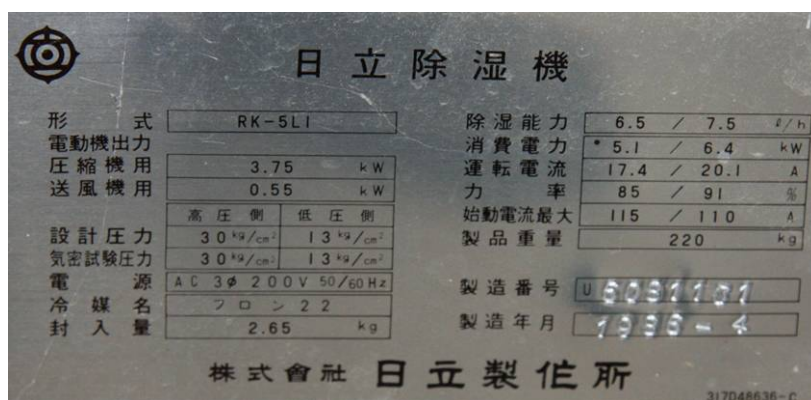 日立除湿機
形式 RK-5L1
電動機出力
圧縮機用 3.75 kW
送風機用 0.55 kW
高圧側 低圧側
設計圧力 30kg/cm² 13kg/cm²
気密試験圧力 30kg/cm² 13kg/cm²
電源 AC 3φ 200V 50/60Hz
冷媒名 フロン22
封入量 2.65 kg
除湿能力 6.5 / 7.5 ℓ/h
消費電力 5.1 / 6.4 kW
運転電流 17.4 / 20.1 A
力率 85 / 91 %
始動電流最大 115 / 110 A
製品重量 220 kg
製造番号 U
製造年月 - 4
株式會社 日立製作所
317048636-C